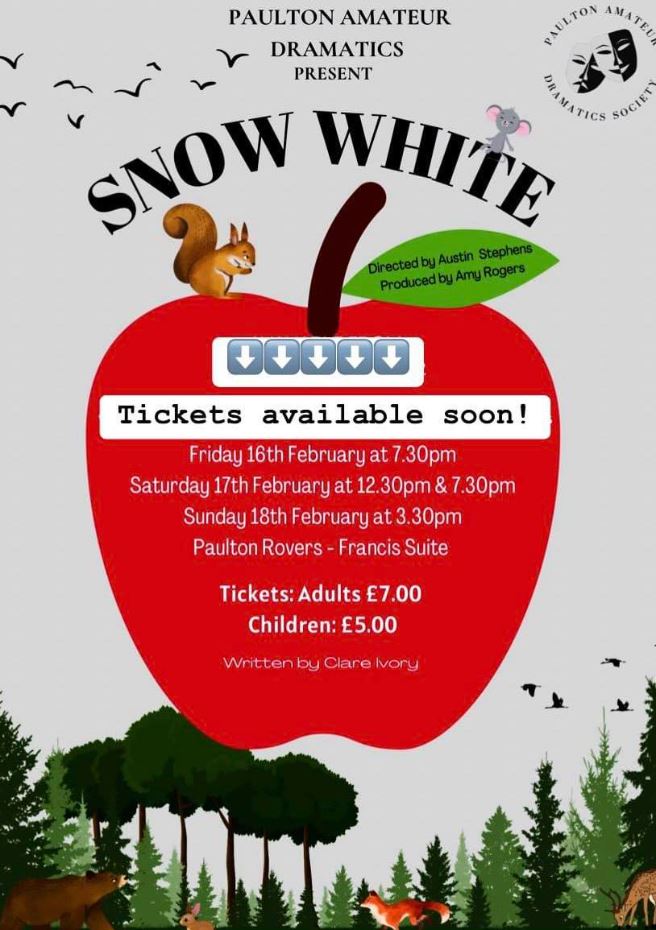 PAULTON AMATEUR
DRAMATICS
PRESENT
PAULTON AMATEUR
DRAMATICS SOCIETY
SNOW WHITE
Directed by Austin Stephens
Produced by Amy Rogers
Tickets available soon!
Friday 16th February at 7.30pm
Saturday 17th February at 12.30pm & 7.30pm
Sunday 18th February at 3.30pm
Paulton Rovers - Francis Suite
Tickets: Adults £7.00
Children: £5.00
Written by Clare Ivory